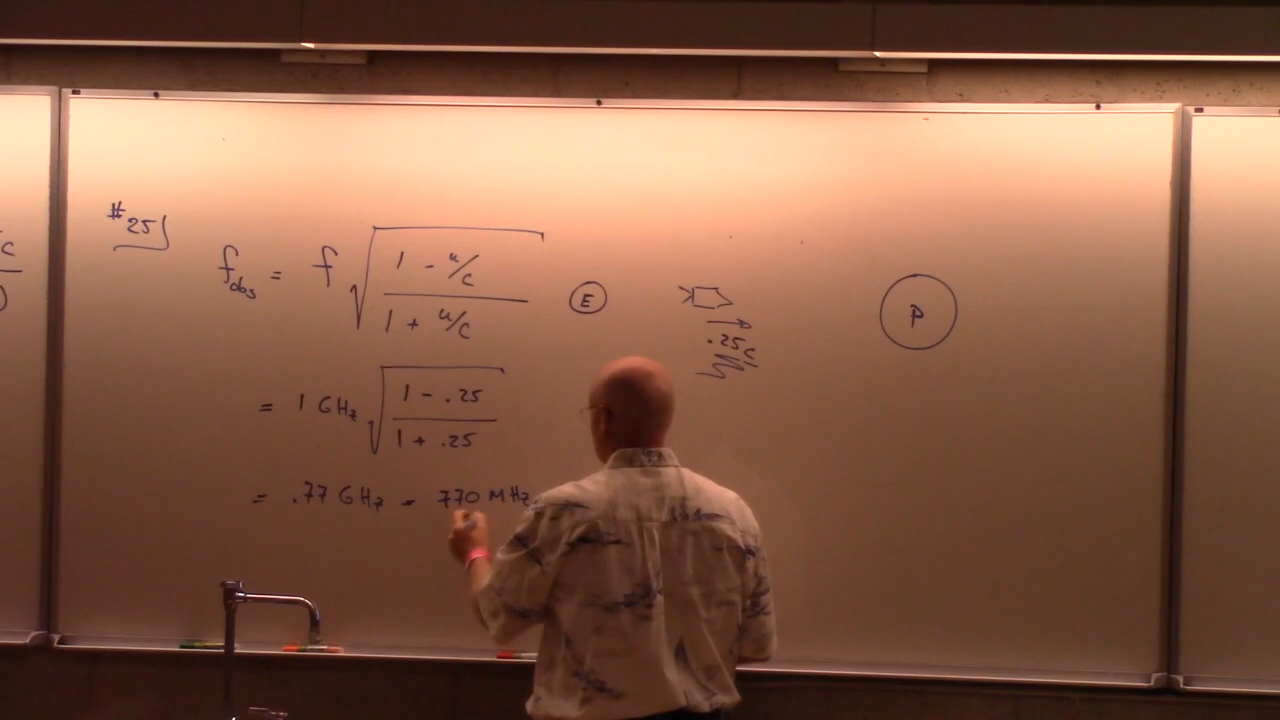 c
#25
f_obs = f √((1 - u/c)/(1 + u/c))
E
.25c
P
= 1 GHz √((1 - .25)/(1 + .25))
= .77 GHz = 770 MHz